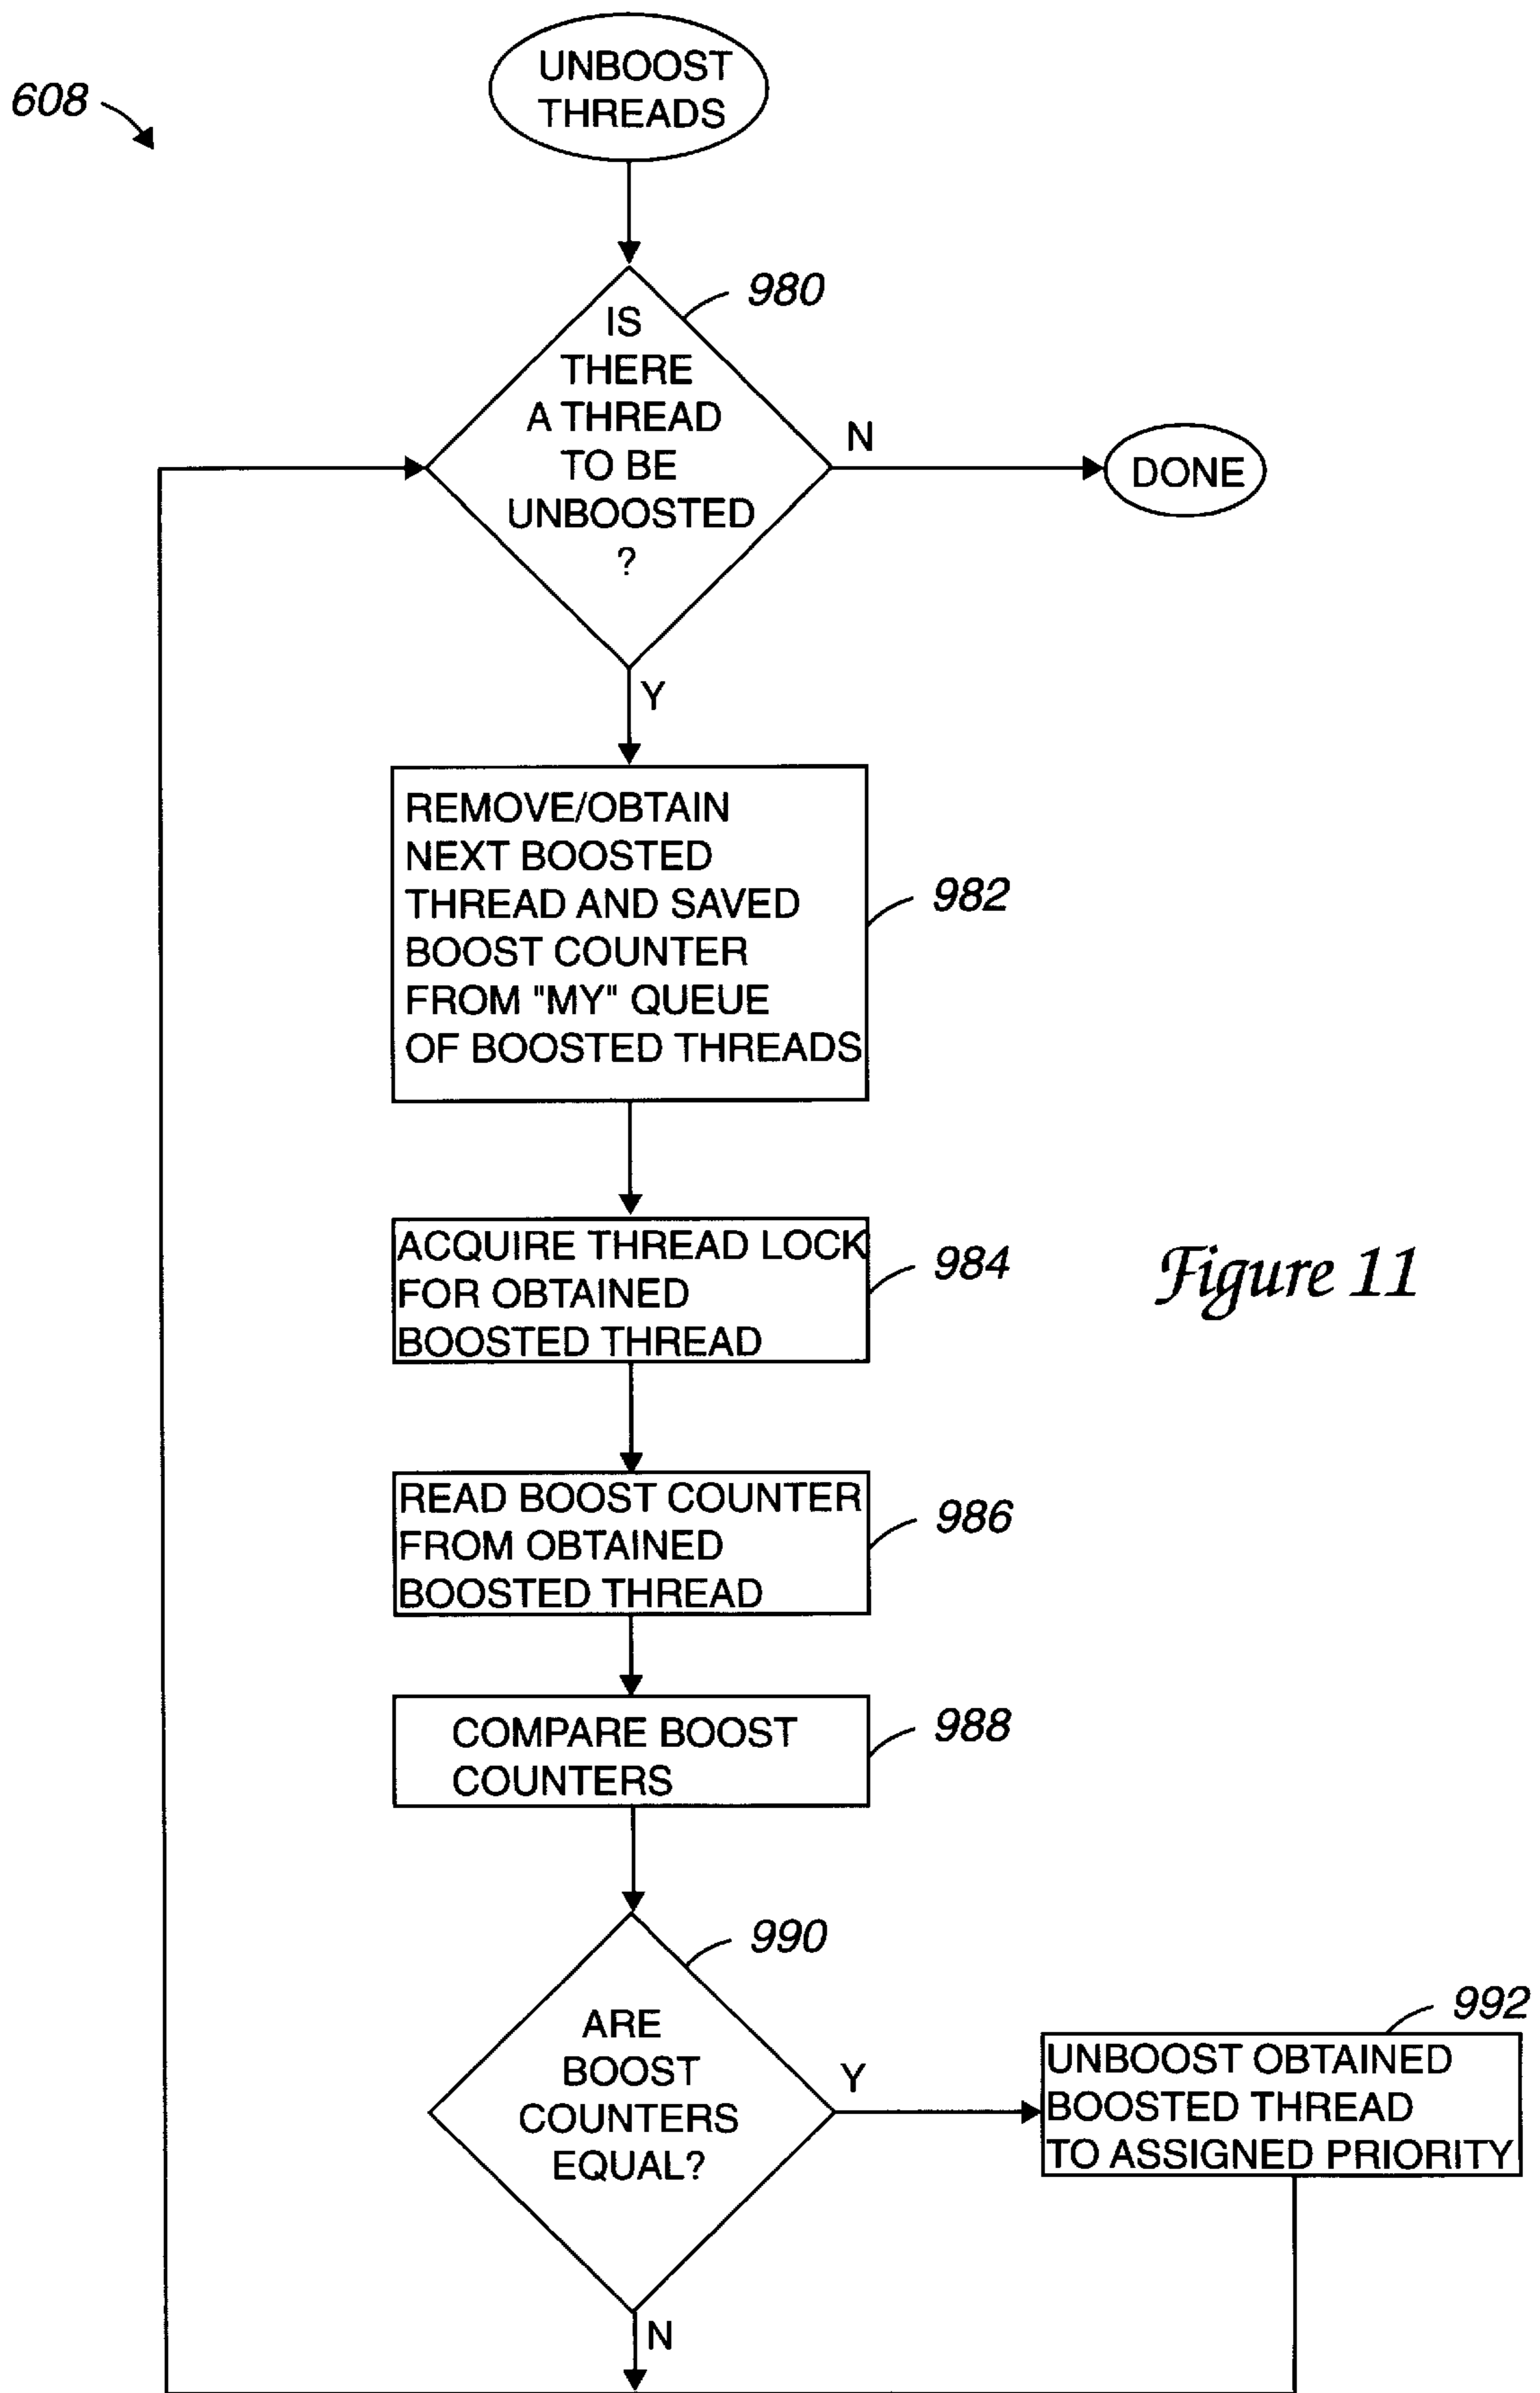 608
UNBOOST
THREADS
980
IS
THERE
A THREAD
TO BE
UNBOOSTED
?
N
DONE
Y
REMOVE/OBTAIN
NEXT BOOSTED
THREAD AND SAVED
BOOST COUNTER
FROM "MY" QUEUE
OF BOOSTED THREADS
982
ACQUIRE THREAD LOCK
FOR OBTAINED
BOOSTED THREAD
984
Figure 11
READ BOOST COUNTER
FROM OBTAINED
BOOSTED THREAD
986
COMPARE BOOST
COUNTERS
988
990
ARE
BOOST
COUNTERS
EQUAL?
Y
992
UNBOOST OBTAINED
BOOSTED THREAD
TO ASSIGNED PRIORITY
N